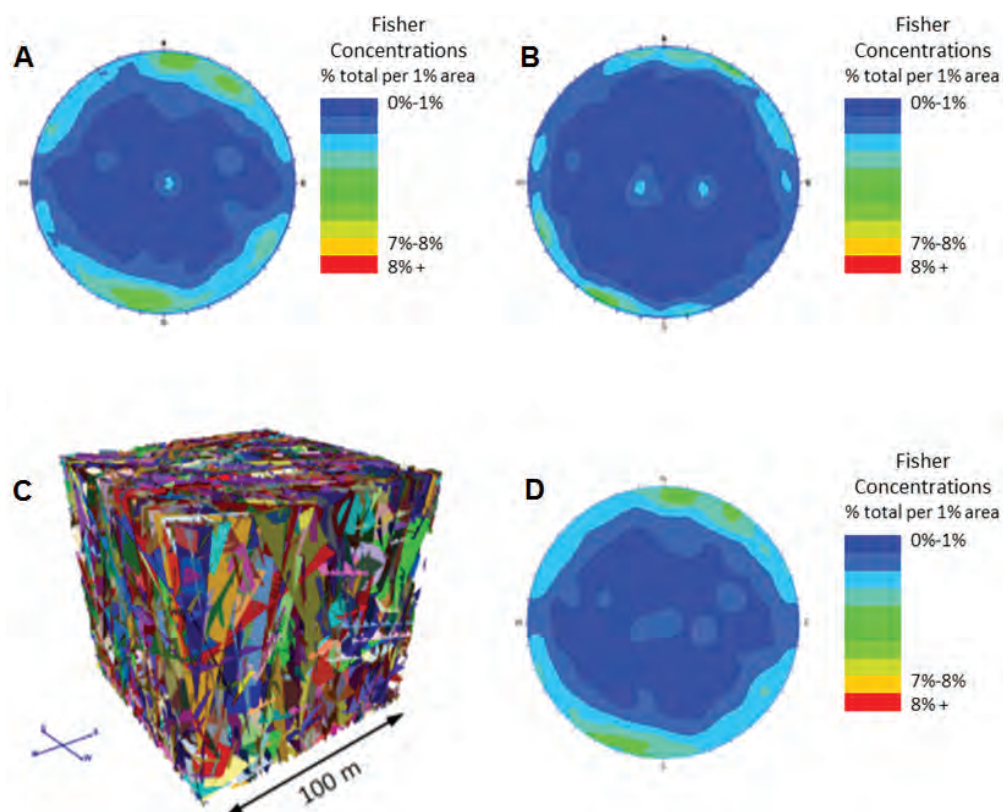 A
Fisher
Concentrations
% total per 1% area
0%-1%
7%-8%
8% +
B
Fisher
Concentrations
% total per 1% area
0%-1%
7%-8%
8% +
C
100 m
D
Fisher
Concentrations
% total per 1% area
0%-1%
7%-8%
8% +